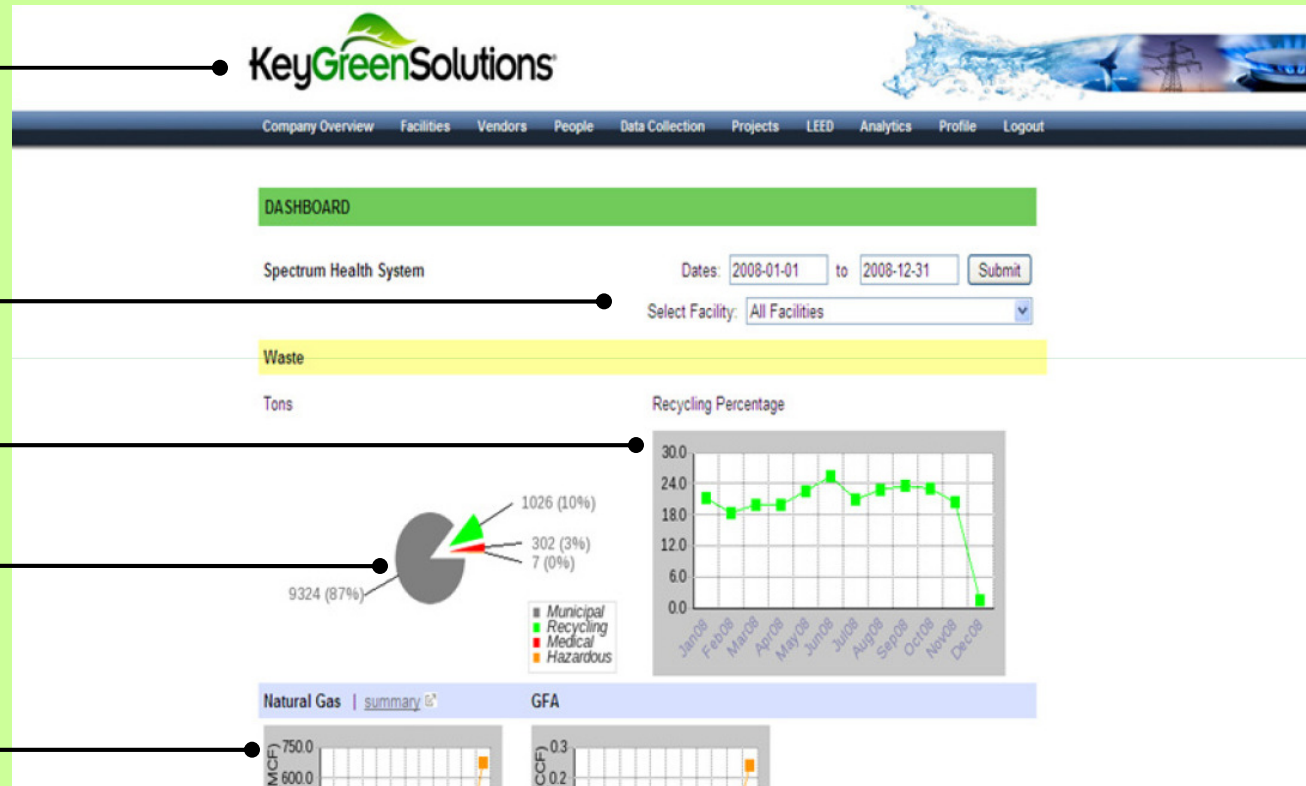 KeyGreenSolutions
Company Overview Facilities Vendors People Data Collection Projects LEED Analytics Profile Logout
DASHBOARD
Spectrum Health System Dates: 2008-01-01 to 2008-12-31 Submit
Select Facility: All Facilities
Waste
Tons Recycling Percentage
1026 (10%)
302 (3%)
7 (0%)
9324 (87%)
Municipal
Recycling
Medical
Hazardous
30.0
24.0
18.0
12.0
6.0
0.0
Jan08 Feb08 Mar08 Apr08 May08 Jun08 Jul08 Aug08 Sep08 Oct08 Nov08 Dec08
Natural Gas | summary GFA
750.0
600.0
MCF)
0.3
0.2
CCF)